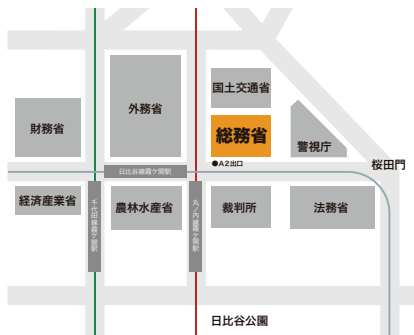 国土交通省
外務省
財務省
総務省
警視庁
●A2出口
桜田門
日比谷線霞ケ関駅
経済産業省
千代田線霞ケ関駅
農林水産省
丸ノ内線霞ケ関駅
裁判所
法務省
日比谷公園